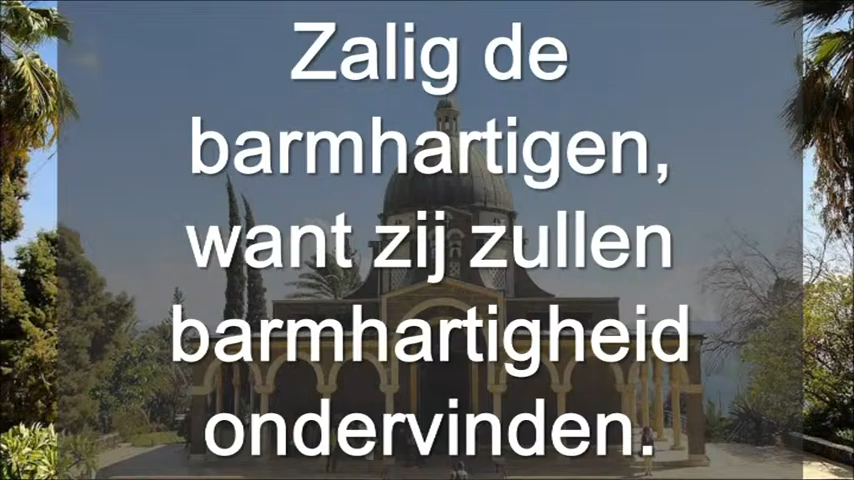 Zalig de
barmhartigen,
want zij zullen
barmhartigheid
ondervinden.